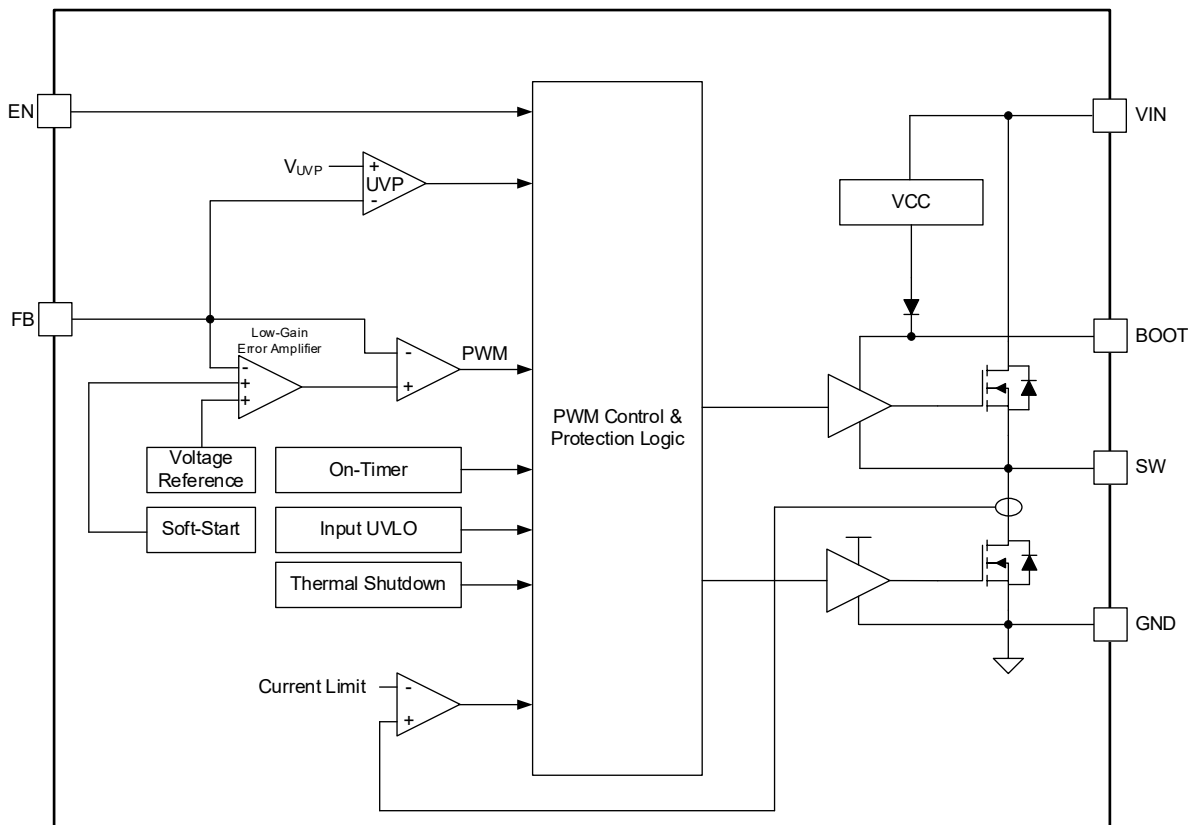 EN
VIN
VUVP
+
UVP
-
VCC
FB
Low-Gain
Error Amplifier
BOOT
-
+
+
-
+
PWM
PWM Control &
Protection Logic
Voltage
Reference
On-Timer
SW
Soft-Start
Input UVLO
Thermal Shutdown
GND
Current Limit
-
+